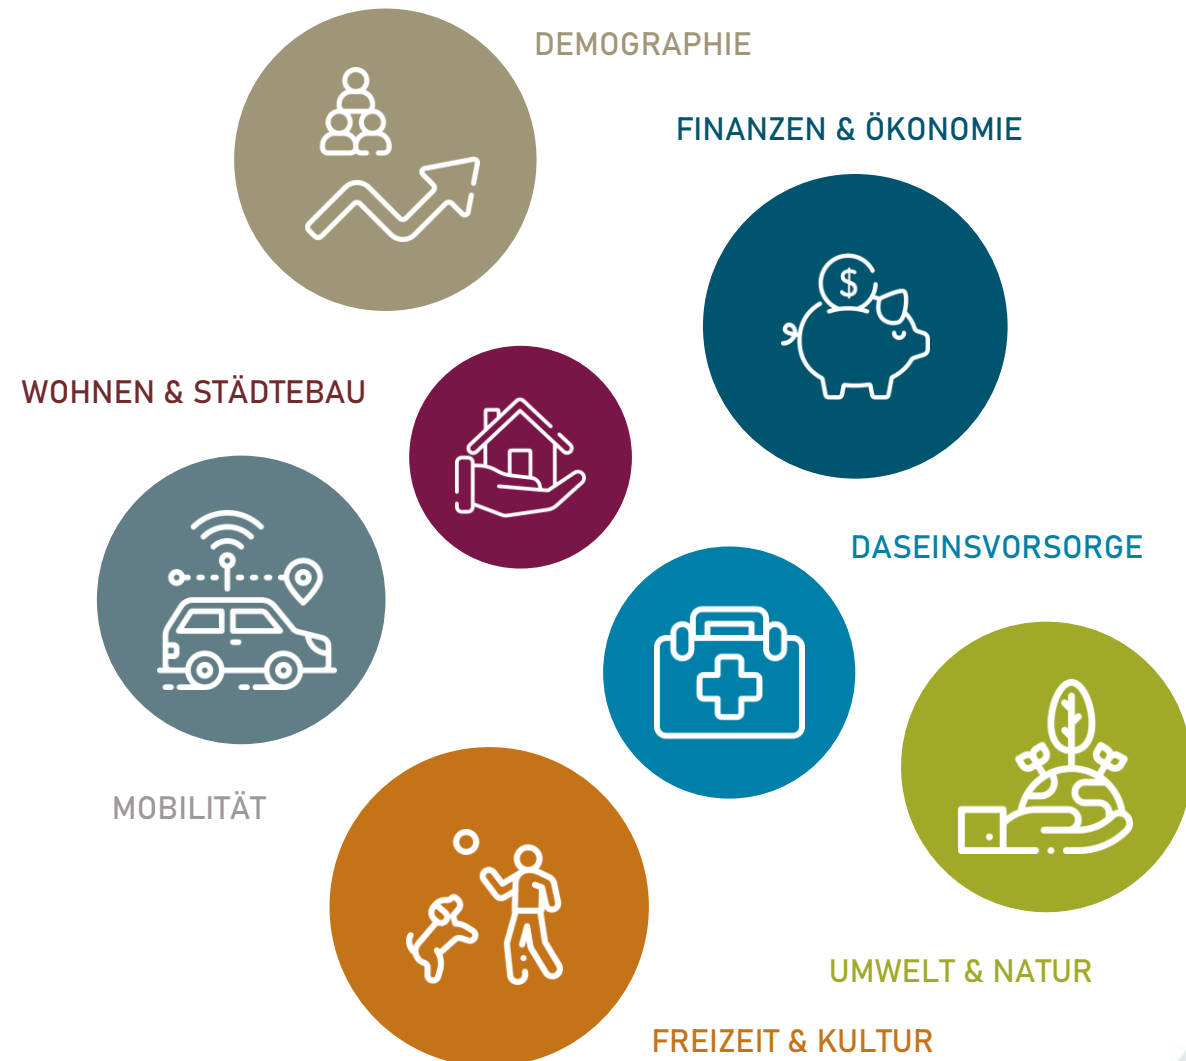 DEMOGRAPHIE
FINANZEN & ÖKONOMIE
$
WOHNEN & STÄDTEBAU
DASEINSVORSORGE
MOBILITÄT
UMWELT & NATUR
FREIZEIT & KULTUR